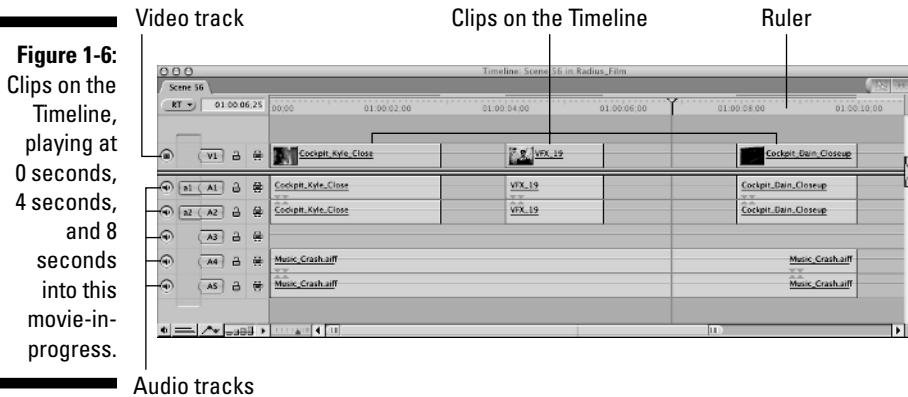 Video track
Clips on the Timeline
Ruler
Figure 1-6:
Clips on the
Timeline,
playing at
0 seconds,
4 seconds,
and 8
seconds
into this
movie-in-
progress.
Timeline: Scene 56 in Radius_Film
Scene 56
RT 01:00:06;25 00;00 01:00:02;00 01:00:04;00 01:00:06;00 01:00:08;00 01:00:10;00
V1 Cockpit_Kyle_Close VFX_19 Cockpit_Dain_Closeup
a1 A1 Cockpit_Kyle_Close VFX_19 Cockpit_Dain_Closeup
a2 A2 Cockpit_Kyle_Close VFX_19 Cockpit_Dain_Closeup
A3
A4 Music_Crash.aiff Music_Crash.aiff
A5 Music_Crash.aiff Music_Crash.aiff
Audio tracks